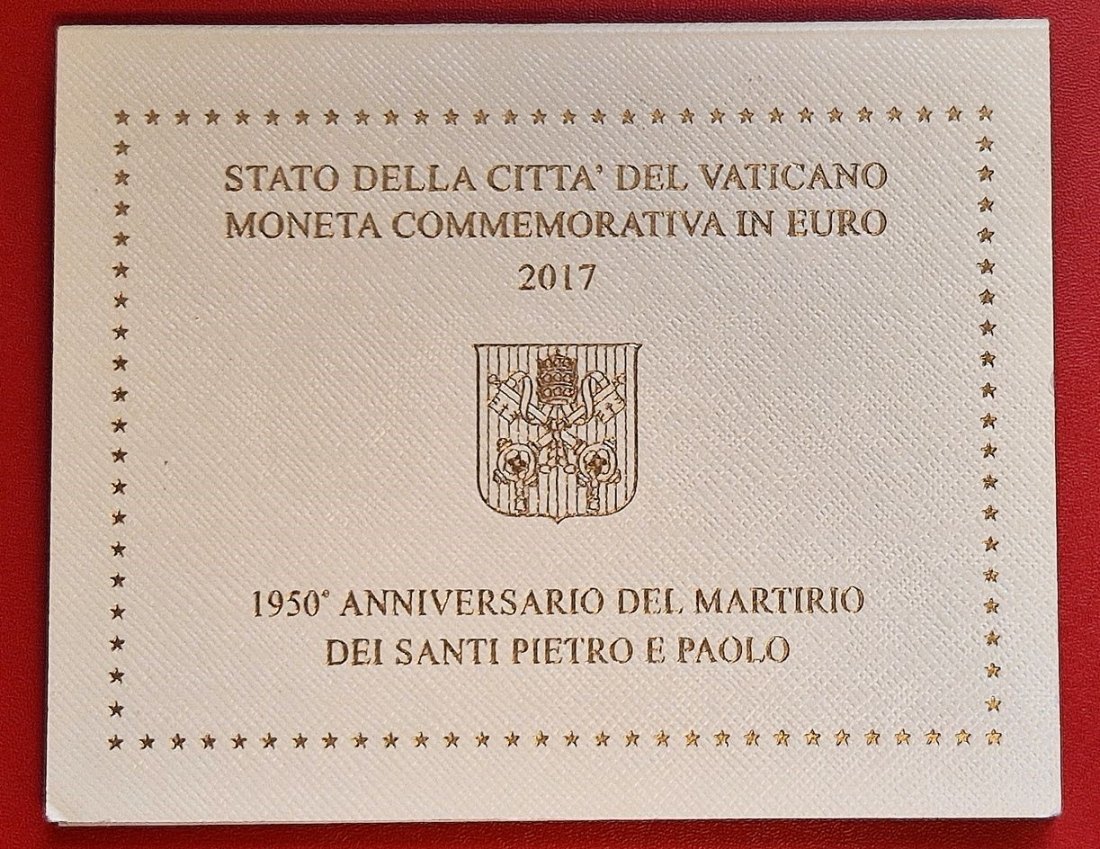 STATO DELLA CITTA' DEL VATICANO
MONETA COMMEMORATIVA IN EURO
2017
1950° ANNIVERSARIO DEL MARTIRIO
DEI SANTI PIETRO E PAOLO